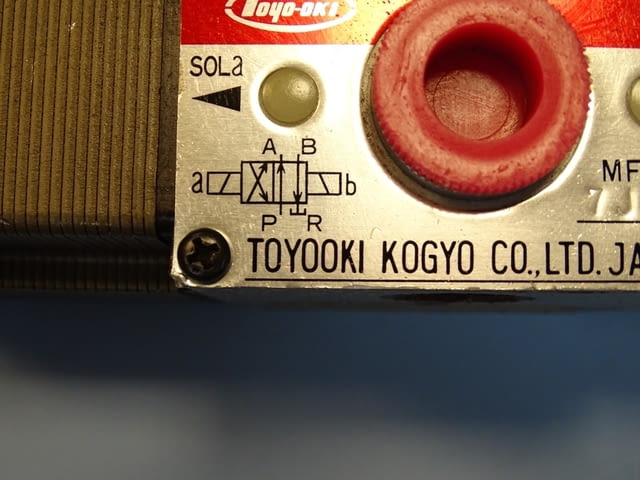 Toyo-oki
SOLa
A B
a b
P R
MF
TOYOOKI KOGYO CO.,LTD. JA